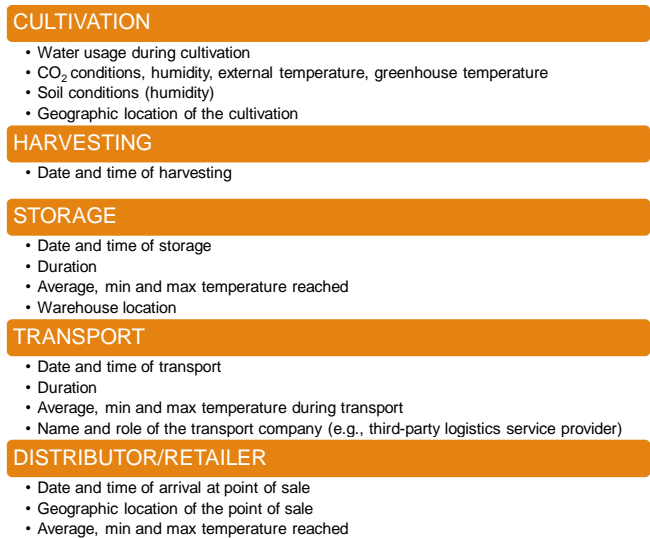 CULTIVATION
• Water usage during cultivation
• CO₂ conditions, humidity, external temperature, greenhouse temperature
• Soil conditions (humidity)
• Geographic location of the cultivation
HARVESTING
• Date and time of harvesting
STORAGE
• Date and time of storage
• Duration
• Average, min and max temperature reached
• Warehouse location
TRANSPORT
• Date and time of transport
• Duration
• Average, min and max temperature during transport
• Name and role of the transport company (e.g., third-party logistics service provider)
DISTRIBUTOR/RETAILER
• Date and time of arrival at point of sale
• Geographic location of the point of sale
• Average, min and max temperature reached